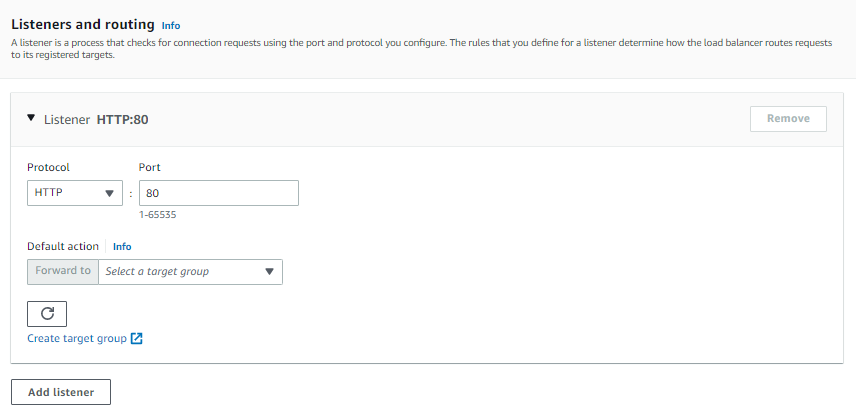 Listeners and routing Info
A listener is a process that checks for connection requests using the port and protocol you configure. The rules that you define for a listener determine how the load balancer routes requests
to its registered targets.
Listener HTTP:80
Remove
Protocol
Port
HTTP
:
80
1-65535
Default action Info
Forward to
Select a target group
Create target group
Add listener